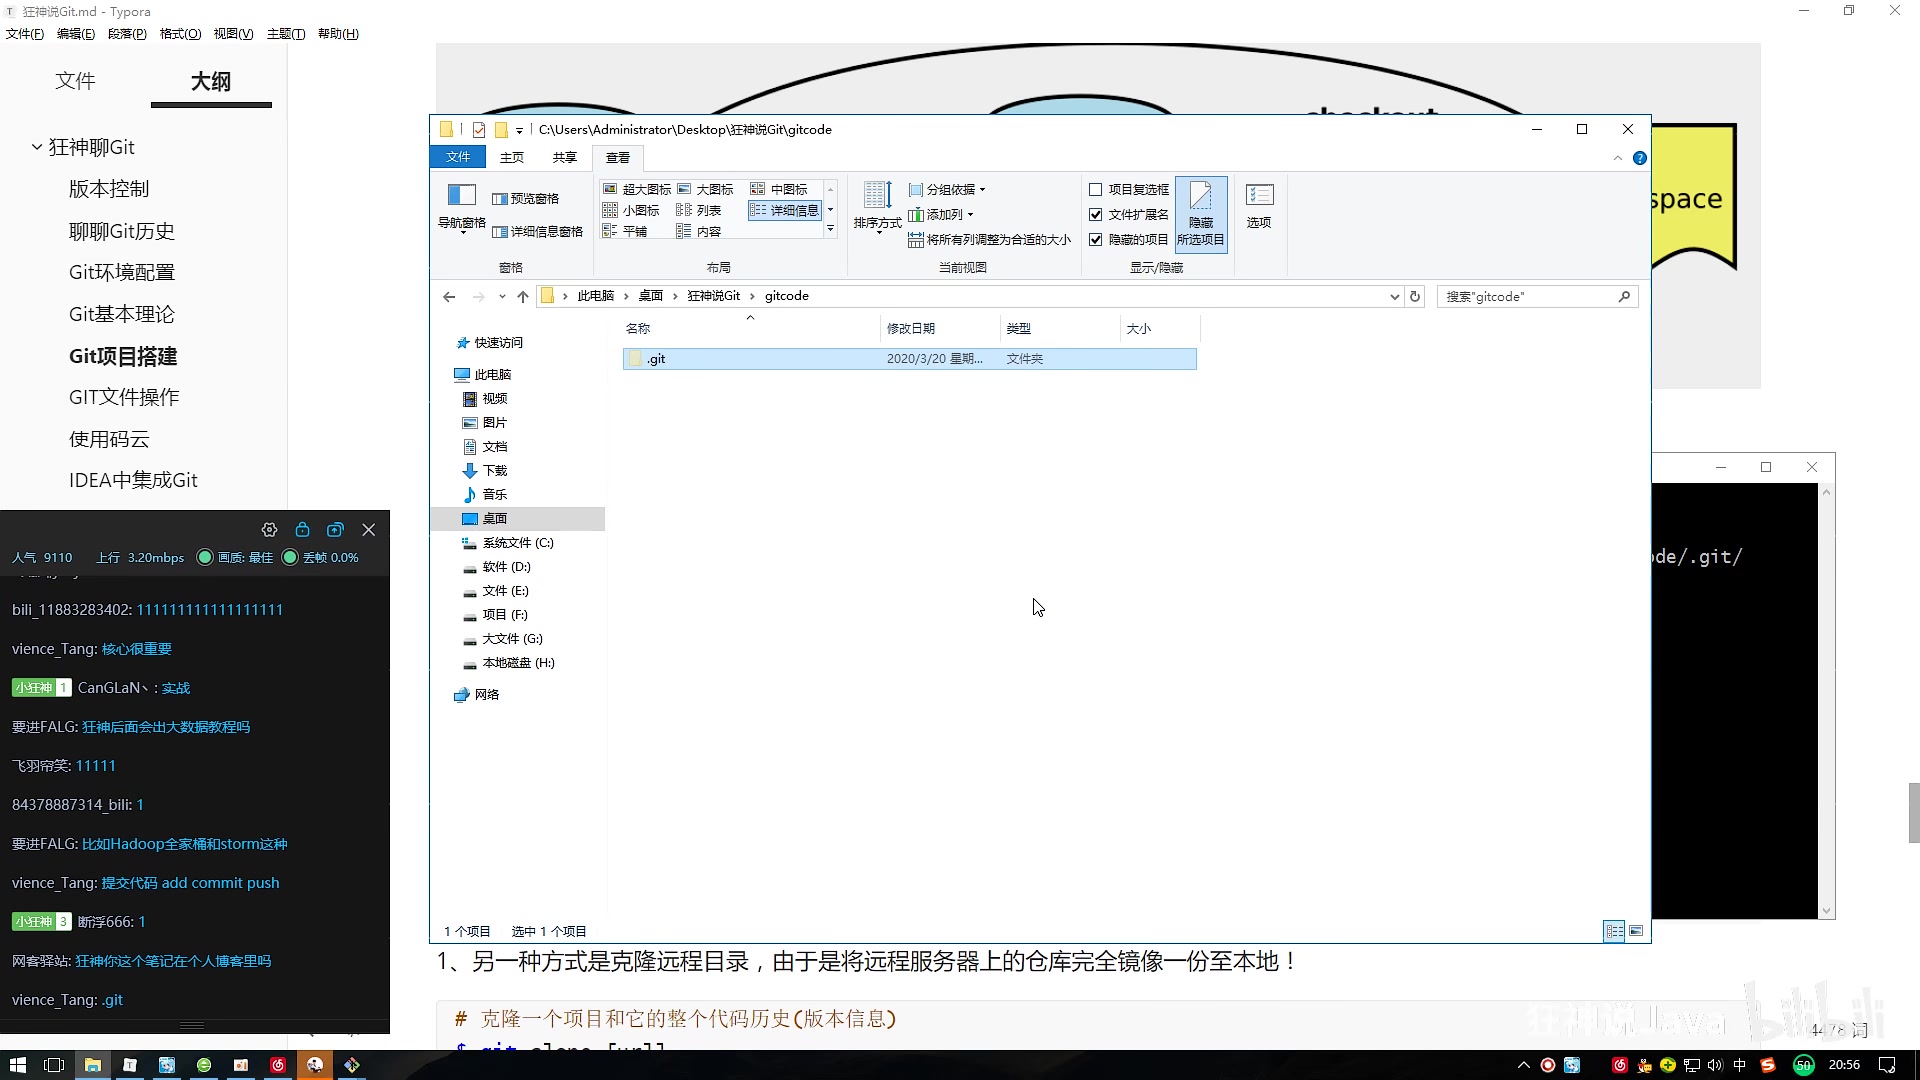 狂神说Git.md - Typora
文件(F) 编辑(E) 段落(P) 格式(O) 视图(V) 主题(T) 帮助(H)
文件 大纲
狂神聊Git
版本控制
聊聊Git历史
Git环境配置
Git基本理论
Git项目搭建
GIT文件操作
使用码云
IDEA中集成Git
人气 9110 上行 3.20mbps 画质: 最佳 丢帧 0.0%
bili_11883283402: 111111111111111111
vience_Tang: 核心很重要
小狂神 1 CanGLaN丶: 实战
要进FALG: 狂神后面会出大数据教程吗
飞羽帘笑: 11111
84378887314_bili: 1
要进FALG: 比如Hadoop全家桶和storm这种
vience_Tang: 提交代码 add commit push
小狂神 3 断浮666: 1
网客驿站: 狂神你这个笔记在个人博客里吗
vience_Tang: .git
checkout
space
C:\Users\Administrator\Desktop\狂神说Git\gitcode
文件 主页 共享 查看
导航窗格 预览窗格 详细信息窗格
超大图标 大图标 中图标
小图标 列表 详细信息
平铺 内容
排序方式 分组依据
添加列
将所有列调整为合适的大小
项目复选框
文件扩展名
隐藏的项目
隐藏
所选项目
选项
窗格 布局 当前视图 显示/隐藏
此电脑 桌面 狂神说Git gitcode
搜索"gitcode"
名称 修改日期 类型 大小
.git 2020/3/20 星期... 文件夹
快速访问
此电脑
视频
图片
文档
下载
音乐
桌面
系统文件 (C:)
软件 (D:)
文件 (E:)
项目 (F:)
大文件 (G:)
本地磁盘 (H:)
网络
1 个项目 选中 1 个项目
de/.git/
1、另一种方式是克隆远程目录，由于是将远程服务器上的仓库完全镜像一份至本地！
# 克隆一个项目和它的整个代码历史(版本信息)
$ git clone [url]
狂神说Java bilibili
4478 词
中 50 20:56